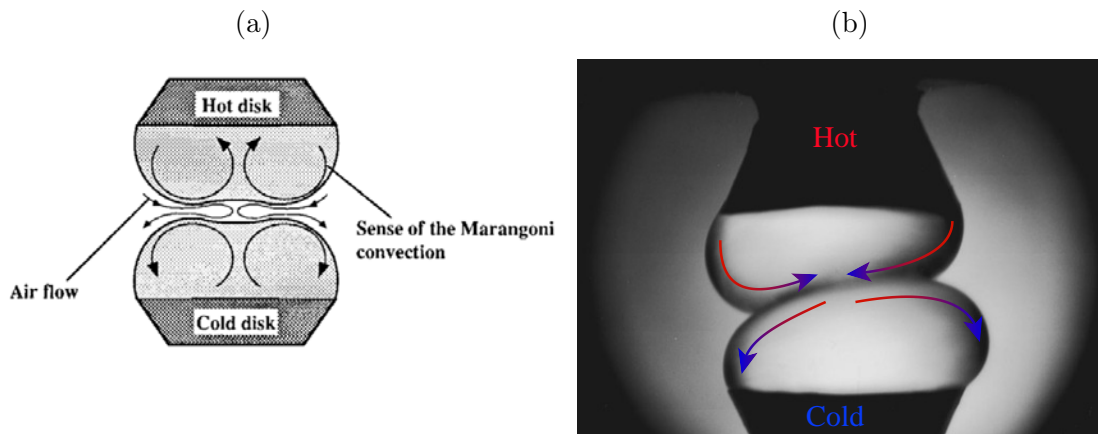 (a)
(b)
Hot disk
Sense of the Marangoni
convection
Air flow
Cold disk
Hot
Cold